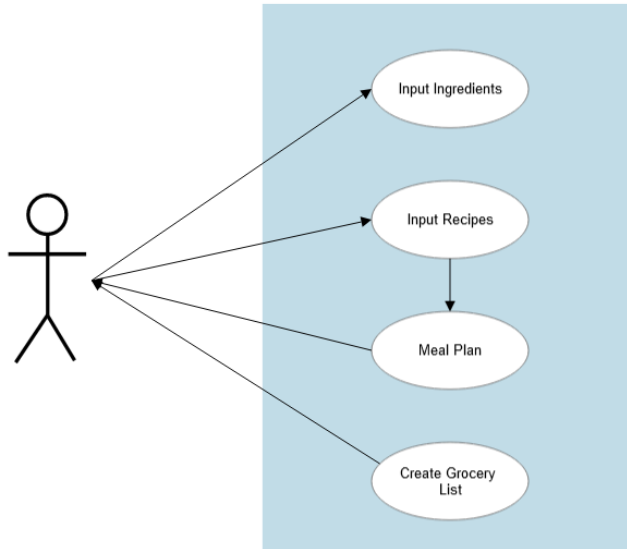 Input Ingredients
Input Recipes
Meal Plan
Create Grocery
List